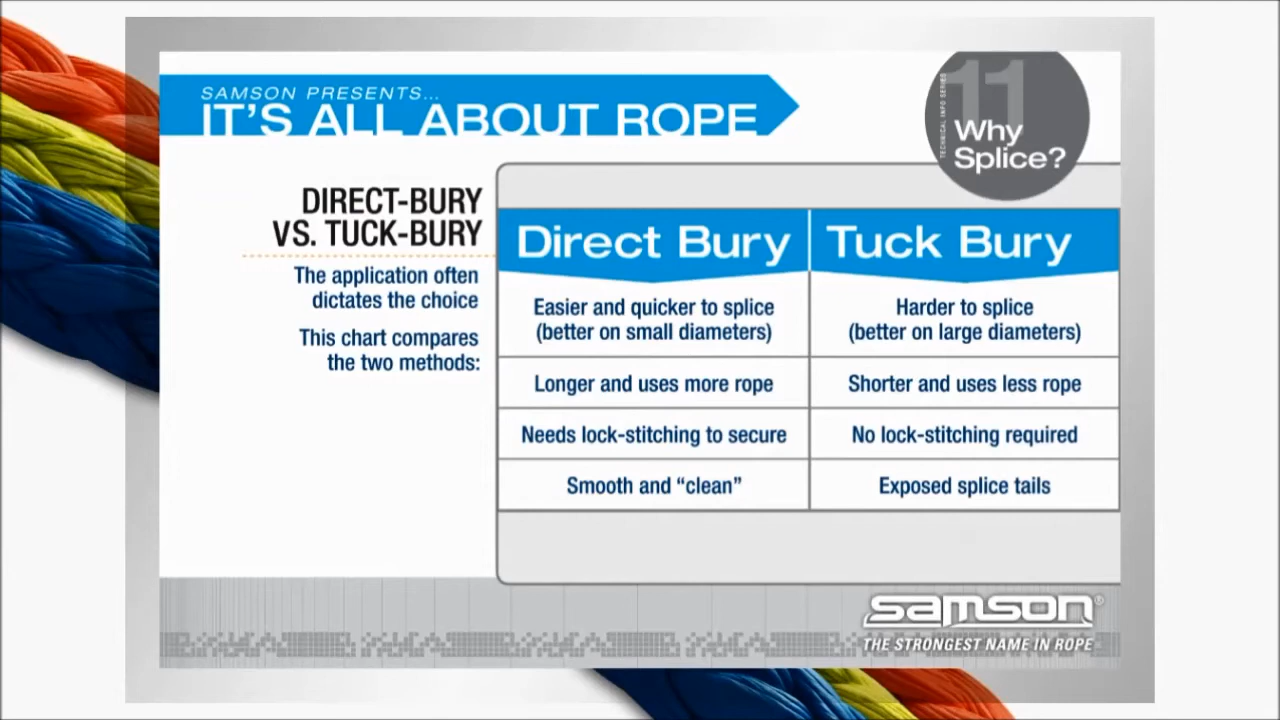 SAMSON PRESENTS...
IT'S ALL ABOUT ROPE
TECHNICAL INFO SERIES
11
Why
Splice?
DIRECT-BURY
VS. TUCK-BURY
The application often
dictates the choice
This chart compares
the two methods:
Direct Bury Tuck Bury
Easier and quicker to splice
(better on small diameters)
Harder to splice
(better on large diameters)
Longer and uses more rope Shorter and uses less rope
Needs lock-stitching to secure No lock-stitching required
Smooth and “clean” Exposed splice tails
samson®
THE STRONGEST NAME IN ROPE